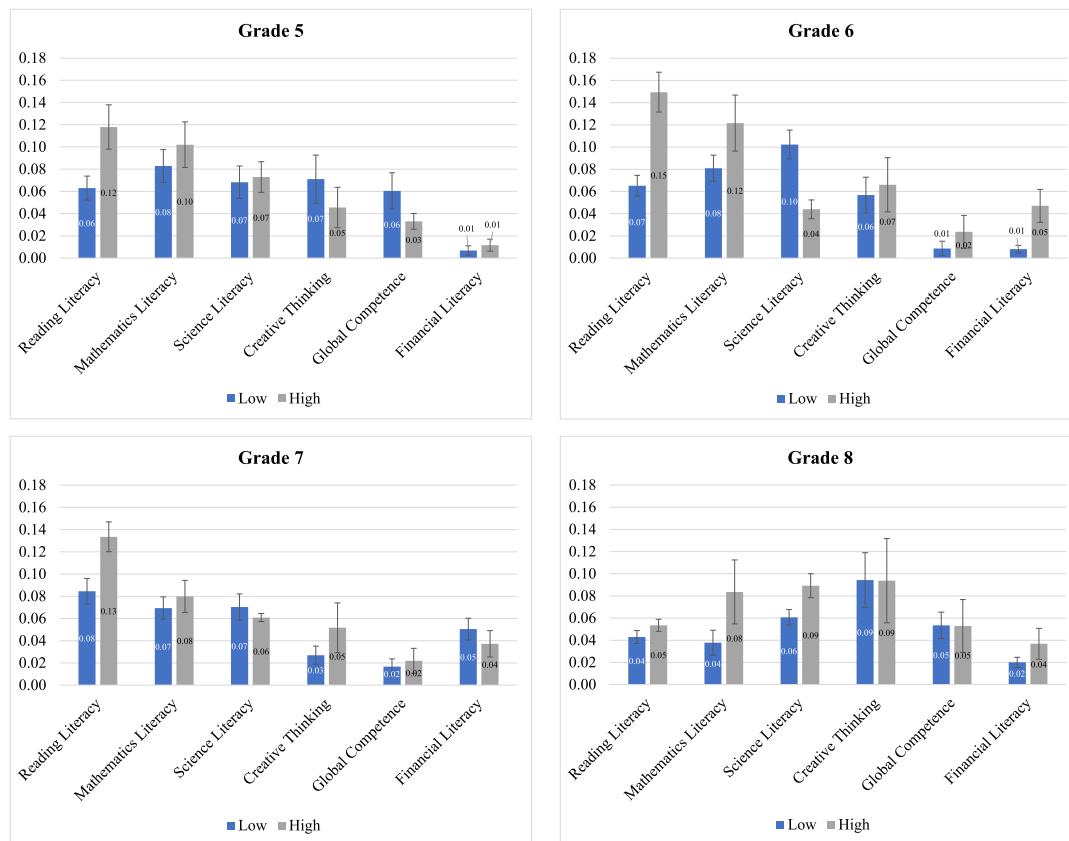 Grade 5
0.18
0.16
0.14
0.12
0.10
0.08
0.06
0.04
0.02
0.00
0.06
0.12
0.08
0.10
0.07
0.07
0.07
0.05
0.06
0.03
0.01
0.01
Reading Literacy
Mathematics Literacy
Science Literacy
Creative Thinking
Global Competence
Financial Literacy
Low
High
Grade 6
0.18
0.16
0.14
0.12
0.10
0.08
0.06
0.04
0.02
0.00
0.07
0.15
0.08
0.12
0.10
0.04
0.06
0.07
0.01
0.02
0.01
0.05
Reading Literacy
Mathematics Literacy
Science Literacy
Creative Thinking
Global Competence
Financial Literacy
Low
High
Grade 7
0.18
0.16
0.14
0.12
0.10
0.08
0.06
0.04
0.02
0.00
0.08
0.13
0.07
0.08
0.07
0.06
0.03
0.05
0.02
0.02
0.05
0.04
Reading Literacy
Mathematics Literacy
Science Literacy
Creative Thinking
Global Competence
Financial Literacy
Low
High
Grade 8
0.18
0.16
0.14
0.12
0.10
0.08
0.06
0.04
0.02
0.00
0.04
0.05
0.04
0.08
0.06
0.09
0.09
0.09
0.05
0.05
0.02
0.04
Reading Literacy
Mathematics Literacy
Science Literacy
Creative Thinking
Global Competence
Financial Literacy
Low
High